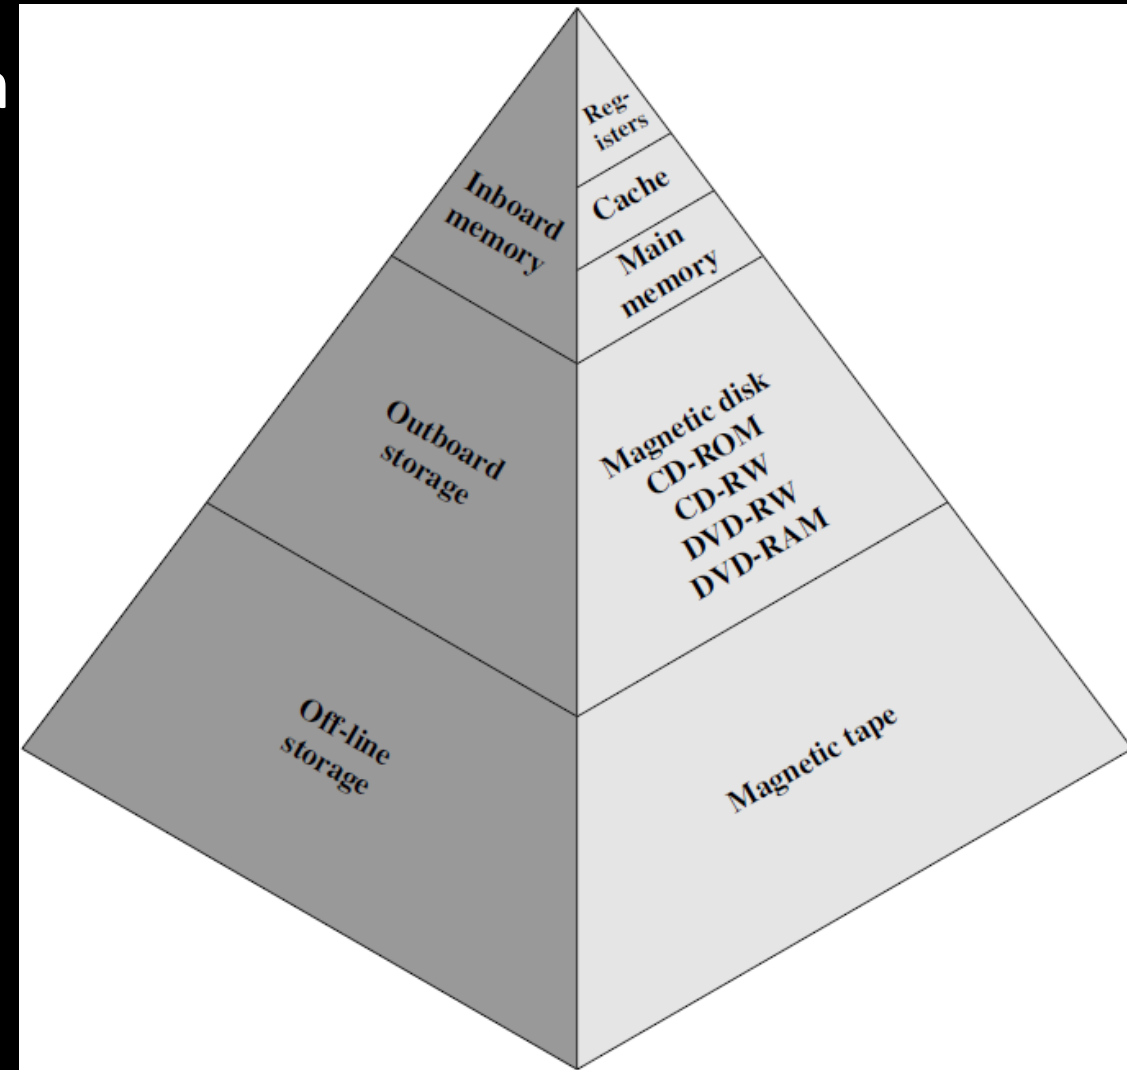 n
Reg-
isters
Cache
Main
memory
Inboard
memory
Magnetic disk
CD-ROM
CD-RW
DVD-RW
DVD-RAM
Outboard
storage
Magnetic tape
Off-line
storage